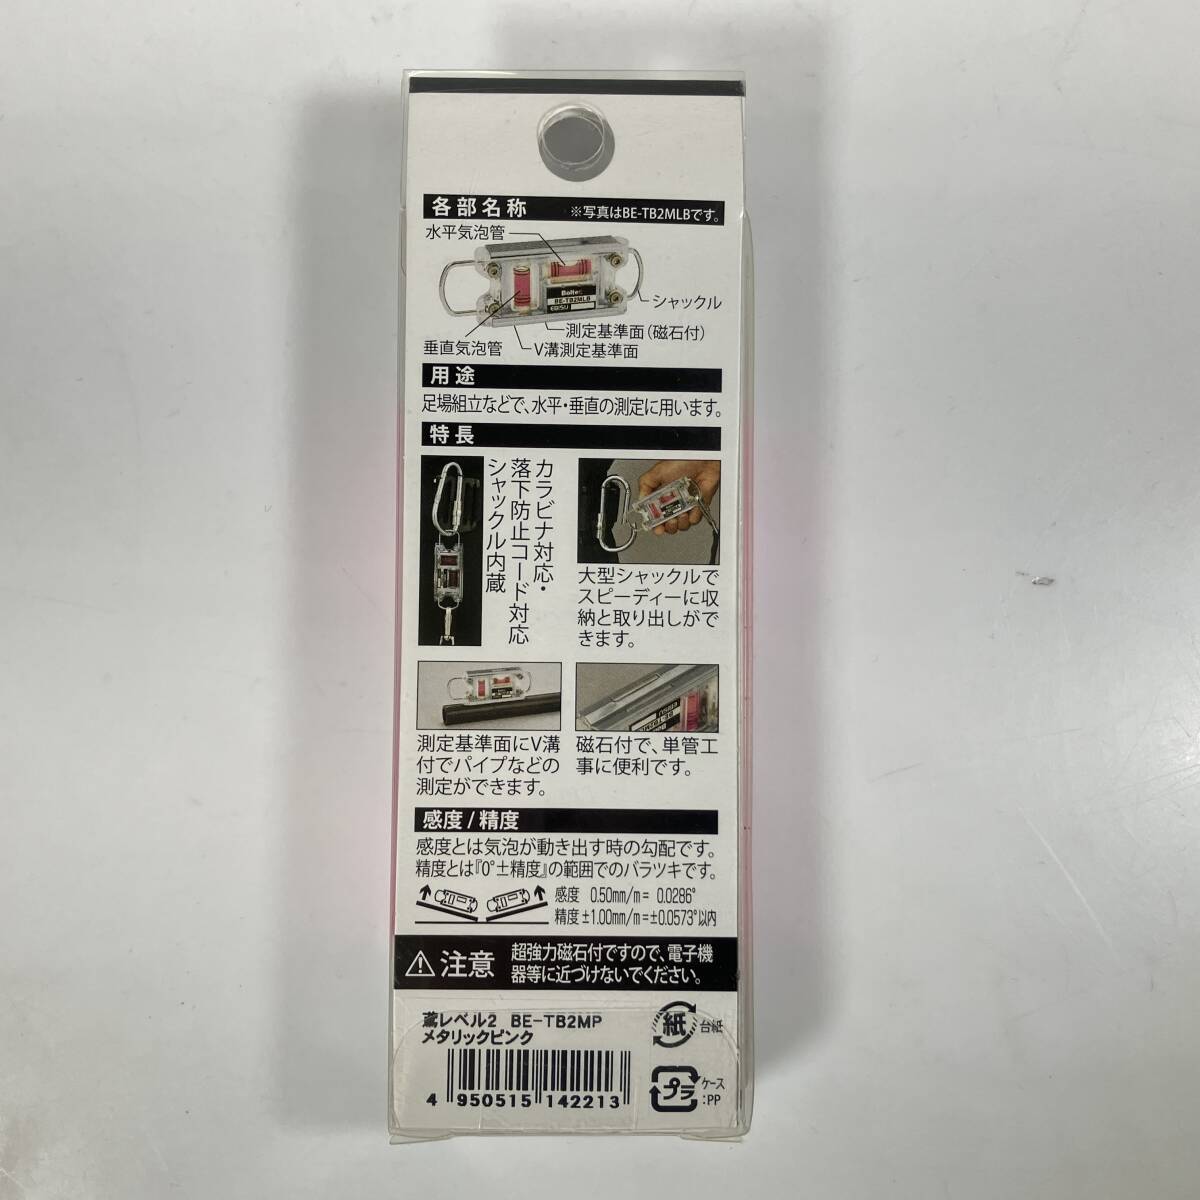 各部名称 ※写真はBE-TB2MLBです。
水平気泡管
Boltec
BE-TB2MLB
EBISU
シャックル
測定基準面(磁石付)
垂直気泡管
V溝測定基準面
用途
足場組立などで、水平・垂直の測定に用います。
特長
カラビナ対応・
落下防止コード対応
シャックル内蔵
大型シャックルで
スピーディーに収
納と取り出しがで
きます。
測定基準面にV溝
付でパイプなどの
測定ができます。
磁石付で、単管工
事に便利です。
感度/精度
感度とは気泡が動き出す時の勾配です。
精度とは『0°±精度』の範囲でのバラツキです。
感度 0.50mm/m= 0.0286°
精度±1.00mm/m=±0.0573°以内
注意 超強力磁石付ですので、電子機
器等に近づけないでください。
鳶レベル2 BE-TB2MP
メタリックピンク
4 950515 142213
紙 台紙
プラ ケース
:PP